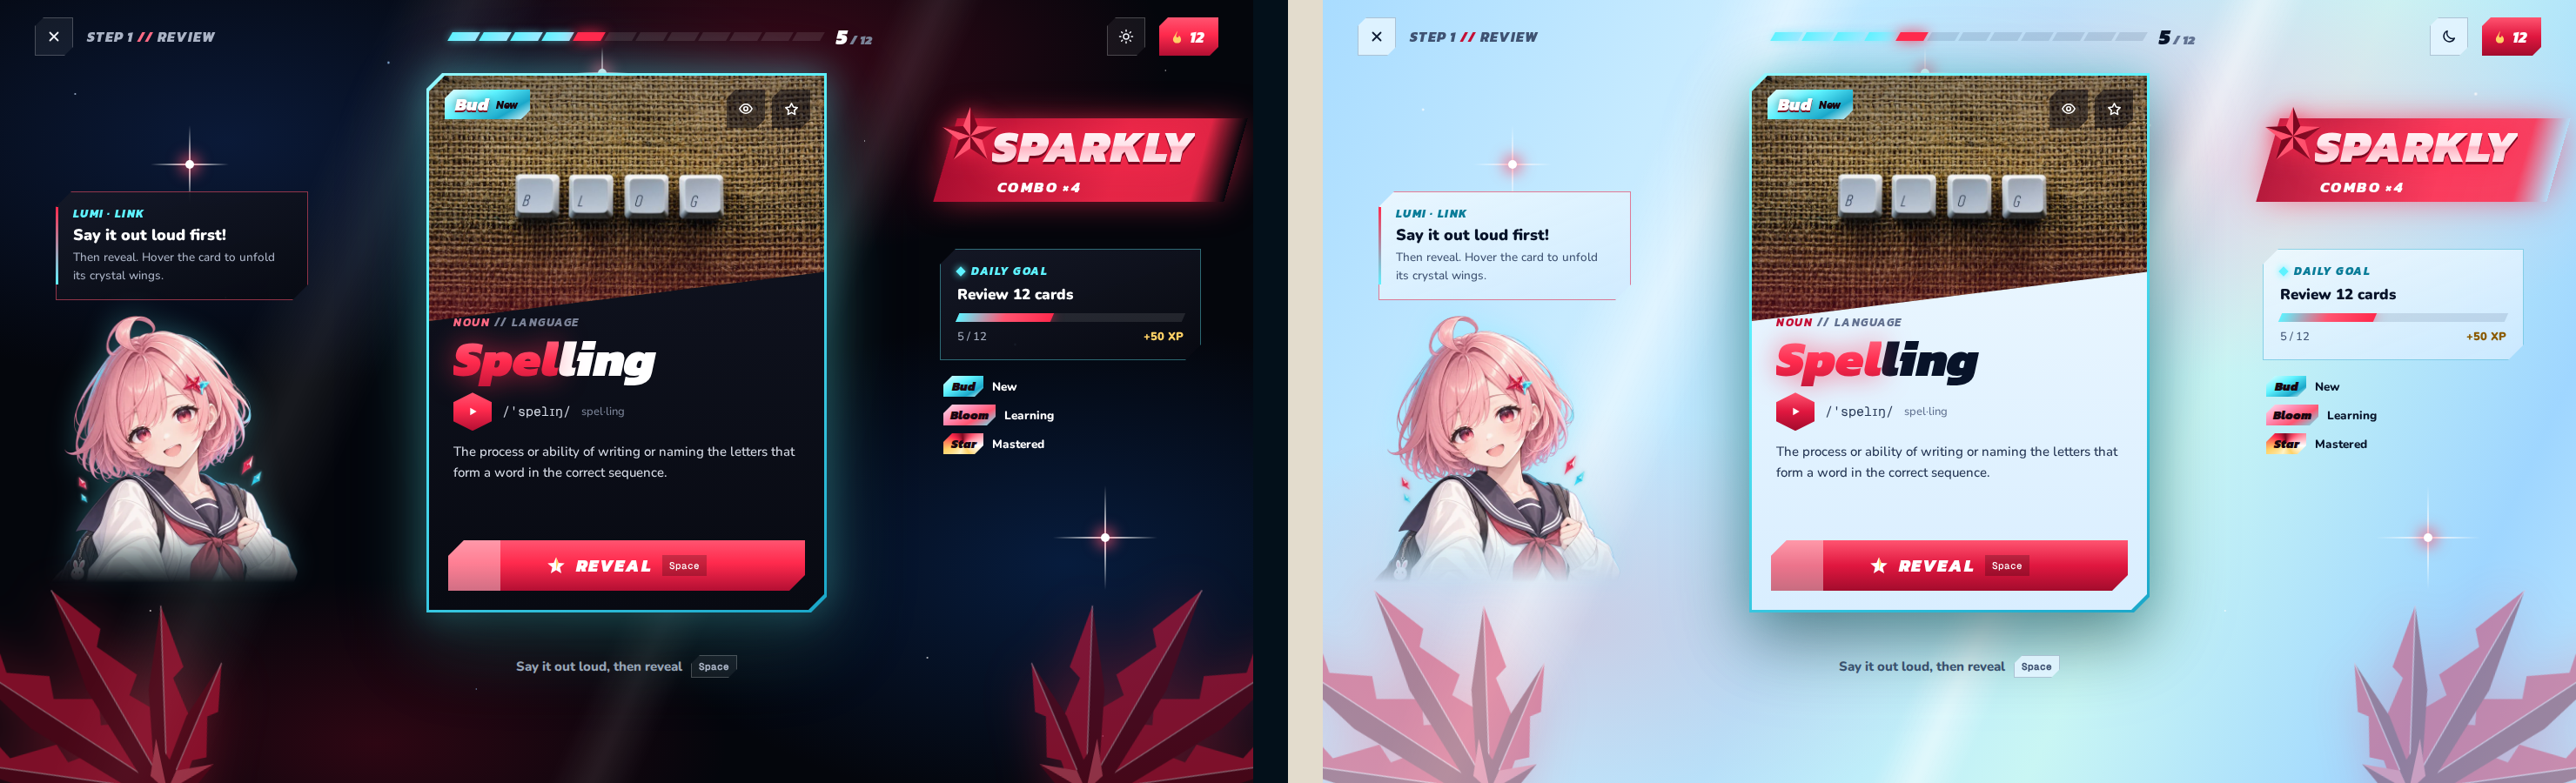 STEP 1 // REVIEW
5 / 12
12
Bud New
B L O G
SPARKLY
COMBO ×4
LUMI · LINK
Say it out loud first!
Then reveal. Hover the card to unfold
its crystal wings.
DAILY GOAL
Review 12 cards
5 / 12 +50 XP
Bud New
Bloom Learning
Star Mastered
NOUN // LANGUAGE
Spelling
/ˈspelɪŋ/ spel·ling
The process or ability of writing or naming the letters that
form a word in the correct sequence.
REVEAL Space
Say it out loud, then reveal Space
STEP 1 // REVIEW
5 / 12
12
Bud New
B L O G
SPARKLY
COMBO ×4
LUMI · LINK
Say it out loud first!
Then reveal. Hover the card to unfold
its crystal wings.
DAILY GOAL
Review 12 cards
5 / 12 +50 XP
Bud New
Bloom Learning
Star Mastered
NOUN // LANGUAGE
Spelling
/ˈspelɪŋ/ spel·ling
The process or ability of writing or naming the letters that
form a word in the correct sequence.
REVEAL Space
Say it out loud, then reveal Space